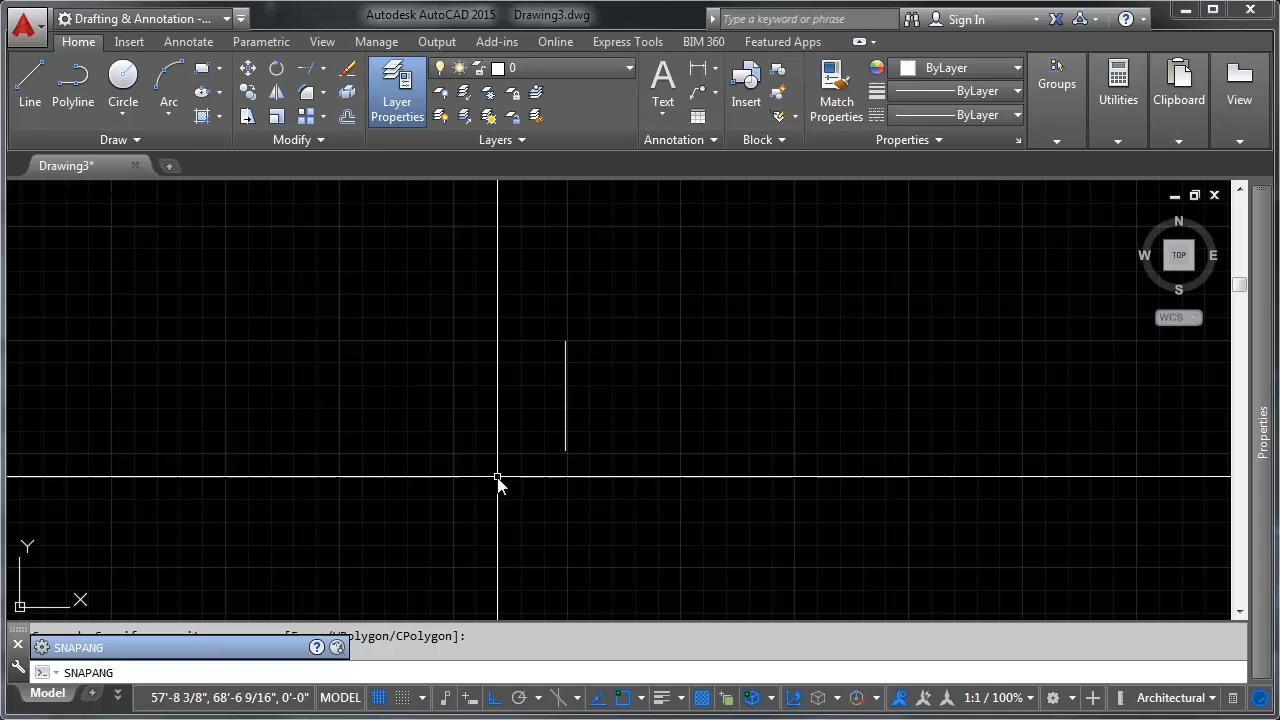 Drafting & Annotation - ...
Autodesk AutoCAD 2015 Drawing3.dwg
Type a keyword or phrase
Sign In
Home Insert Annotate Parametric View Manage Output Add-ins Online Express Tools BIM 360 Featured Apps
Line
Polyline
Circle
Arc
Layer
Properties
0
Text
Insert
Match
Properties
ByLayer
ByLayer
ByLayer
Groups
Utilities
Clipboard
View
Draw
Modify
Layers
Annotation
Block
Properties
Drawing3*
N
W
TOP
E
S
WCS
Properties
Y
X
Polygon/CPolygon]:
SNAPANG
SNAPANG
Model
57'-8 3/8", 68'-6 9/16", 0'-0"
MODEL
1:1 / 100%
Architectural